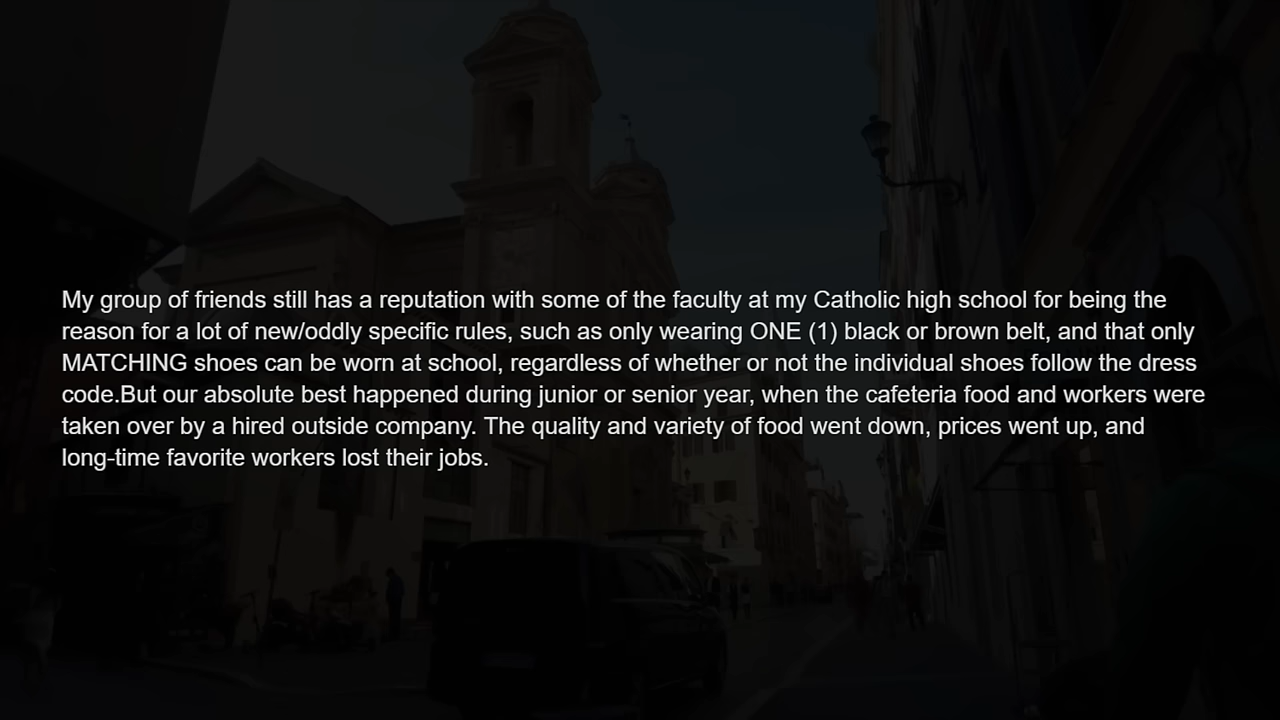 My group of friends still has a reputation with some of the faculty at my Catholic high school for being the
reason for a lot of new/oddly specific rules, such as only wearing ONE (1) black or brown belt, and that only
MATCHING shoes can be worn at school, regardless of whether or not the individual shoes follow the dress
code.But our absolute best happened during junior or senior year, when the cafeteria food and workers were
taken over by a hired outside company. The quality and variety of food went down, prices went up, and
long-time favorite workers lost their jobs.